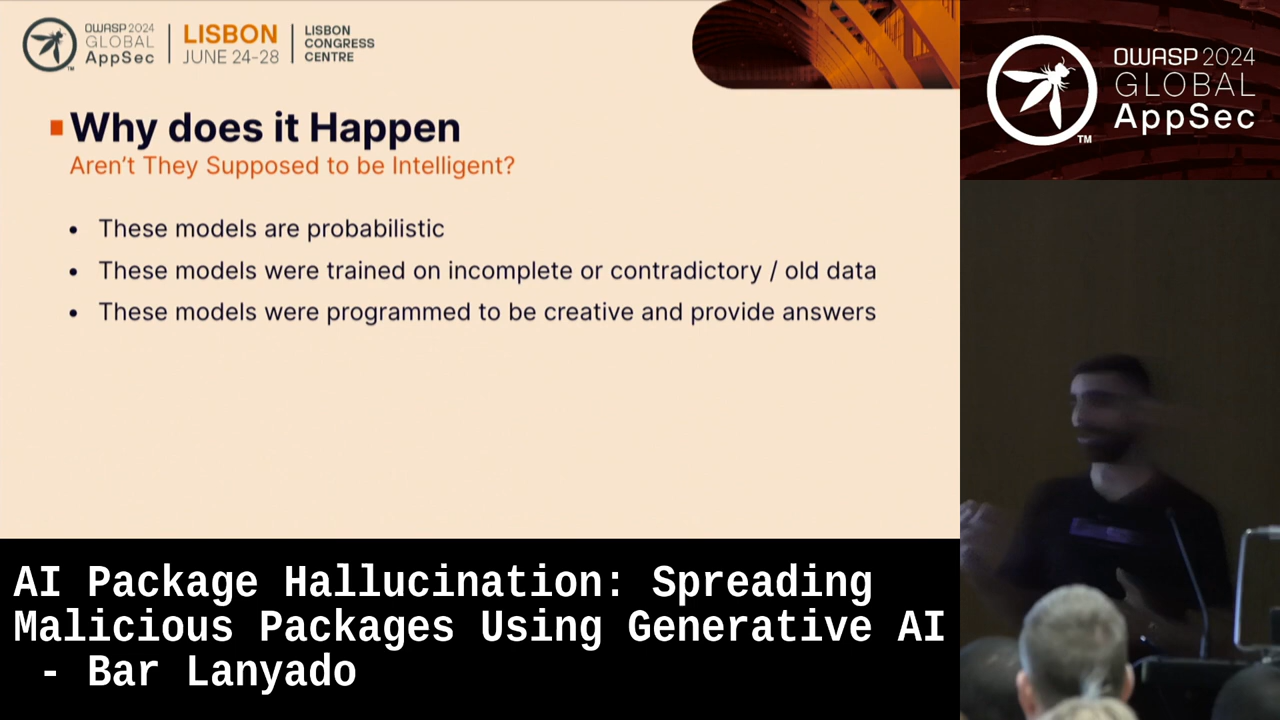 OWASP 2024
GLOBAL
AppSec
TM
LISBON
JUNE 24-28
LISBON
CONGRESS
CENTRE
Why does it Happen
Aren't They Supposed to be Intelligent?
• These models are probabilistic
• These models were trained on incomplete or contradictory / old data
• These models were programmed to be creative and provide answers
AI Package Hallucination: Spreading
Malicious Packages Using Generative AI
- Bar Lanyado
OWASP 2024
GLOBAL
AppSec
TM